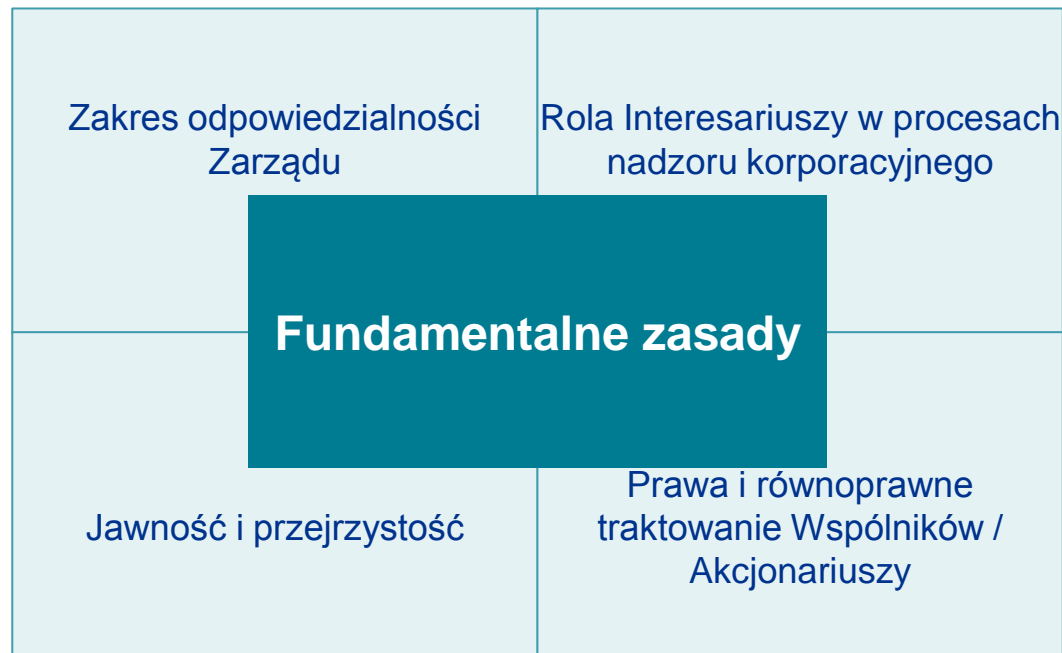 Zakres odpowiedzialności
Zarządu
Rola Interesariuszy w procesach
nadzoru korporacyjnego
Fundamentalne zasady
Jawność i przejrzystość
Prawa i równoprawne
traktowanie Wspólników /
Akcjonariuszy